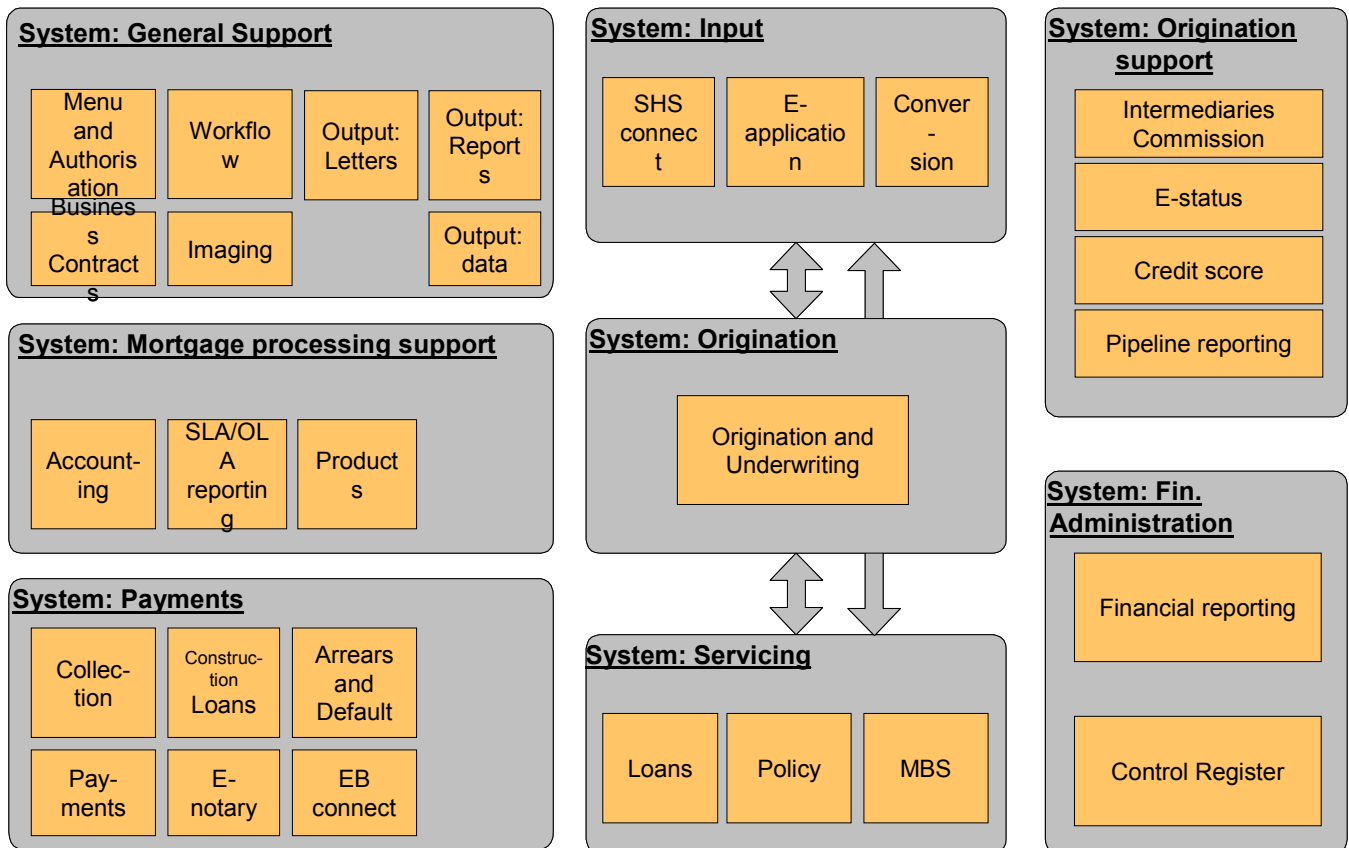 System: General Support
Menu
and
Authoris
ation
Workflo
w
Output:
Letters
Output:
Report
s
Busines
s
Contract
s
Imaging
Output:
data
System: Mortgage processing support
Account-
ing
SLA/OL
A
reportin
g
Product
s
System: Payments
Collec-
tion
Construc-
tion
Loans
Arrears
and
Default
Pay-
ments
E-
notary
EB
connect
System: Input
SHS
connec
t
E-
applicatio
n
Conver
-
sion
System: Origination
Origination and
Underwriting
System: Servicing
Loans
Policy
MBS
System: Origination
support
Intermediaries
Commission
E-status
Credit score
Pipeline reporting
System: Fin.
Administration
Financial reporting
Control Register